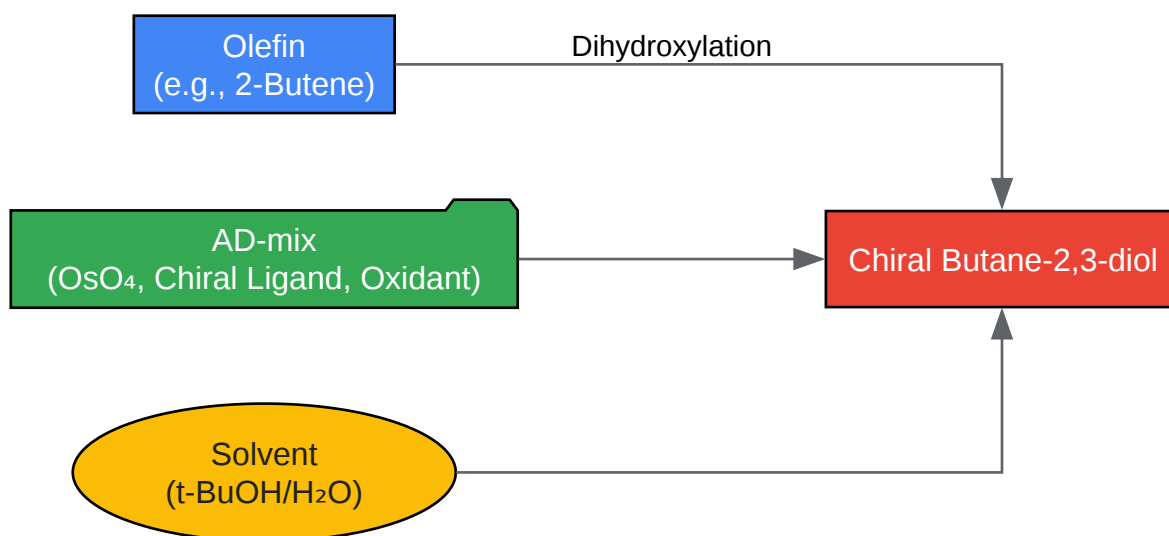 Olefin
(e.g., 2-Butene)
Dihydroxylation
AD-mix
(OsO₄, Chiral Ligand, Oxidant)
Chiral Butane-2,3-diol
Solvent
(t-BuOH/H₂O)